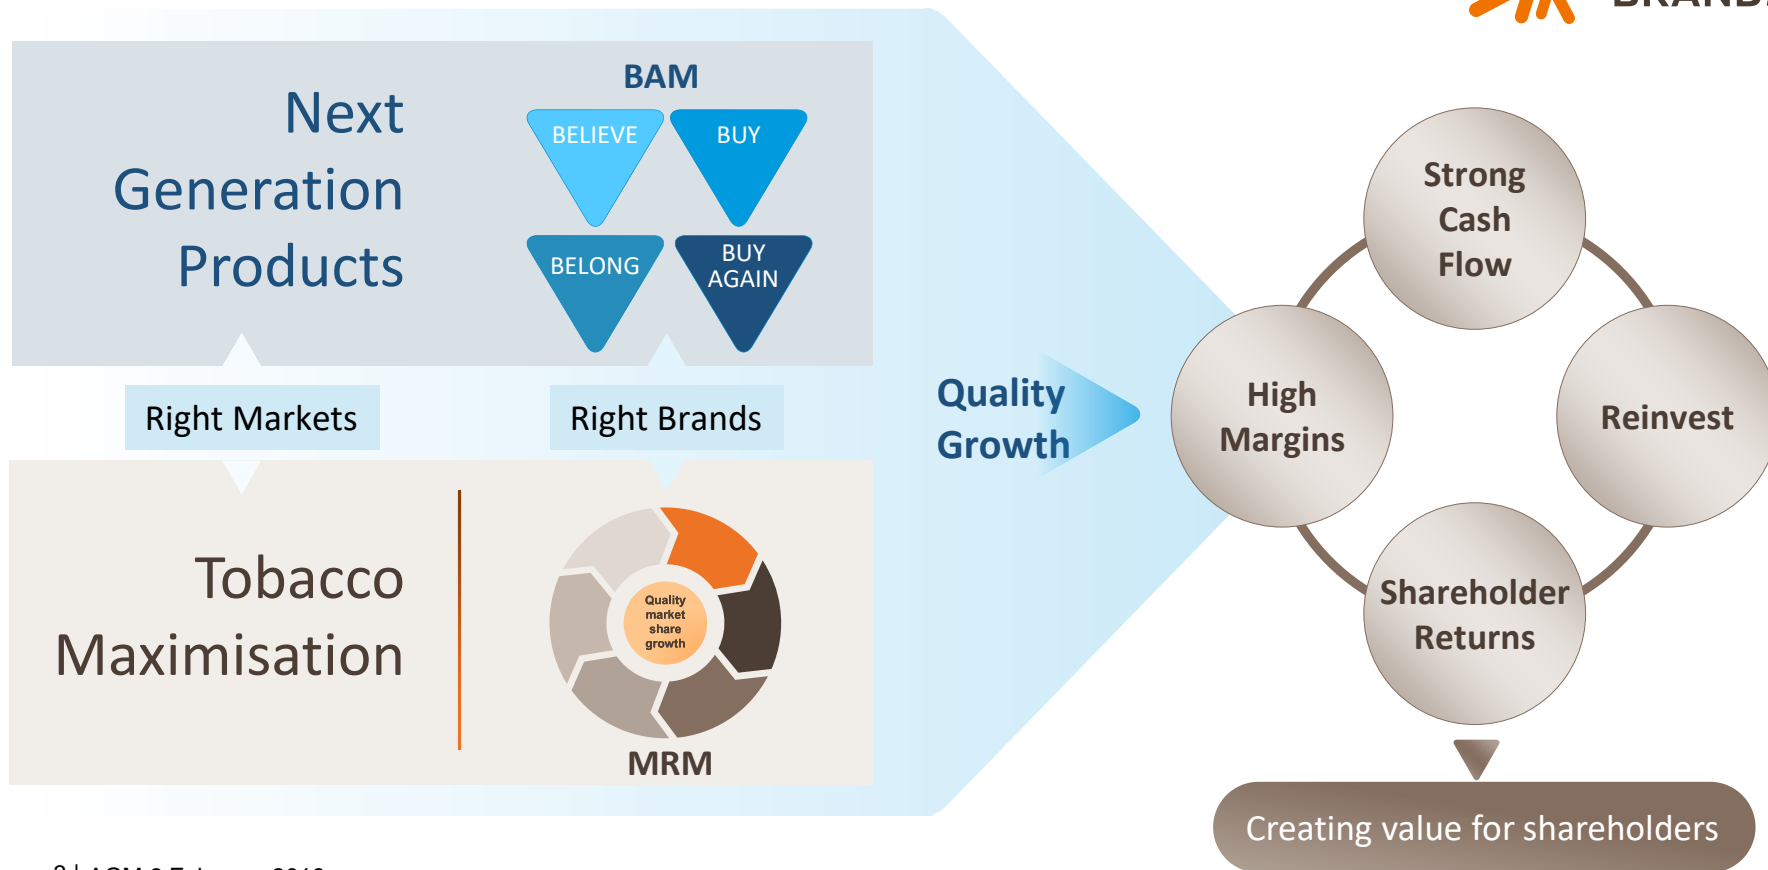 Next
Generation
Products
BAM
BELIEVE
BUY
BELONG
BUY
AGAIN
Right Markets
Right Brands
Tobacco
Maximisation
Quality
market
share
growth
MRM
Quality
Growth
Strong
Cash
Flow
High
Margins
Reinvest
Shareholder
Returns
Creating value for shareholders